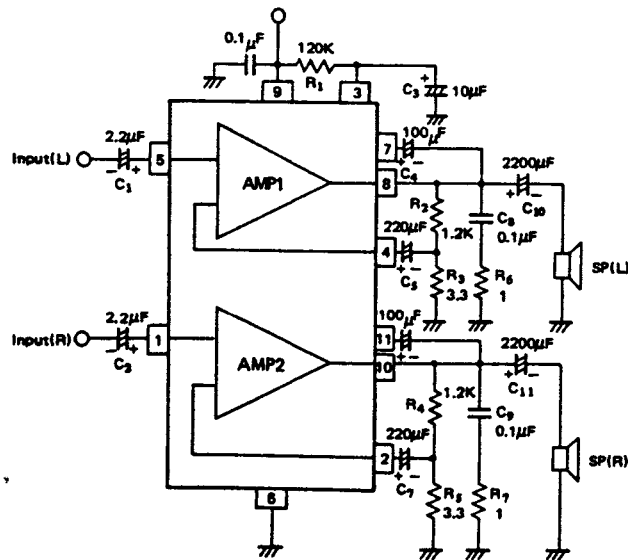 0.1μF
120K
R1
9
3
+
C3
10μF
2.2μF
100μF
Input(L)
- +
5
7
+ -
C1
C4
2200μF
AMP1
8
+ -
C10
R2
220μF
1.2K
C8
0.1μF
4
+ -
C5
R3
3.3
R6
1
SP(L)
2.2μF
100μF
Input(R)
- +
1
11
+ -
2200μF
C2
AMP2
10
+ -
C11
R4
1.2K
220μF
C9
0.1μF
2
+ -
C7
R5
3.3
R7
1
SP(R)
6